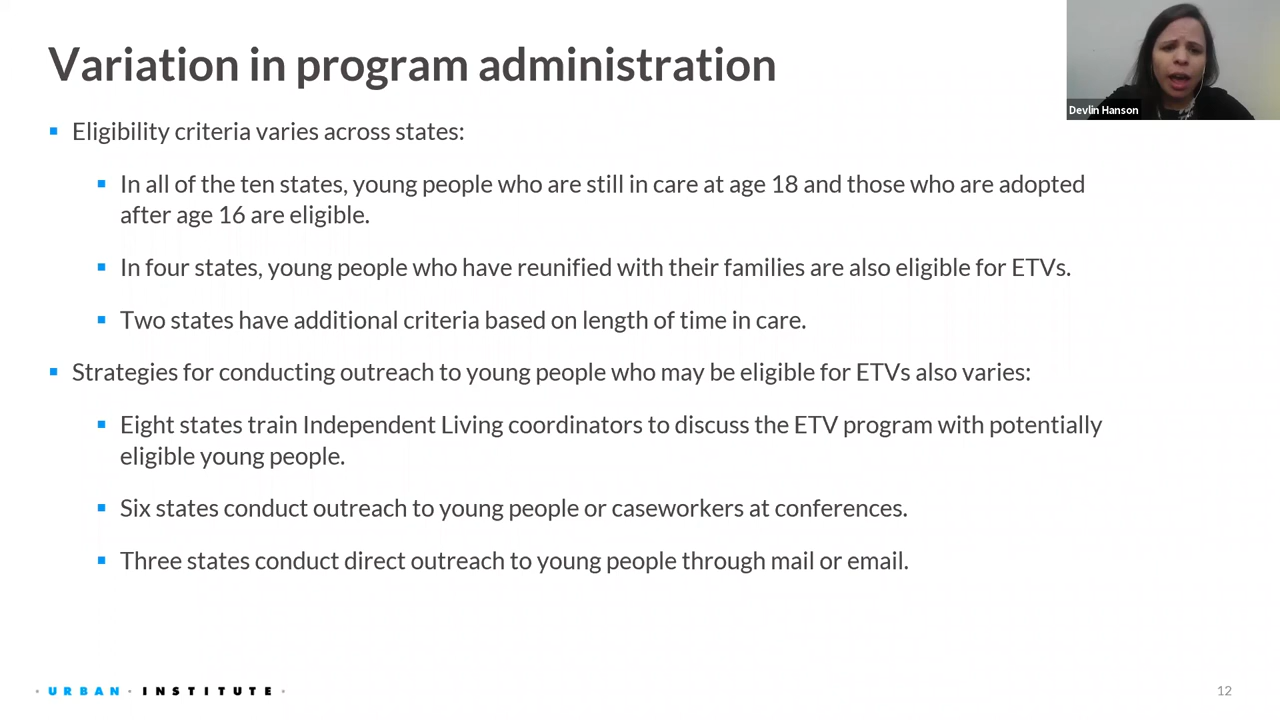 Variation in program administration
Devlin Hanson
Eligibility criteria varies across states:
In all of the ten states, young people who are still in care at age 18 and those who are adopted
after age 16 are eligible.
In four states, young people who have reunified with their families are also eligible for ETVs.
Two states have additional criteria based on length of time in care.
Strategies for conducting outreach to young people who may be eligible for ETVs also varies:
Eight states train Independent Living coordinators to discuss the ETV program with potentially
eligible young people.
Six states conduct outreach to young people or caseworkers at conferences.
Three states conduct direct outreach to young people through mail or email.
· URBAN · INSTITUTE ·
12